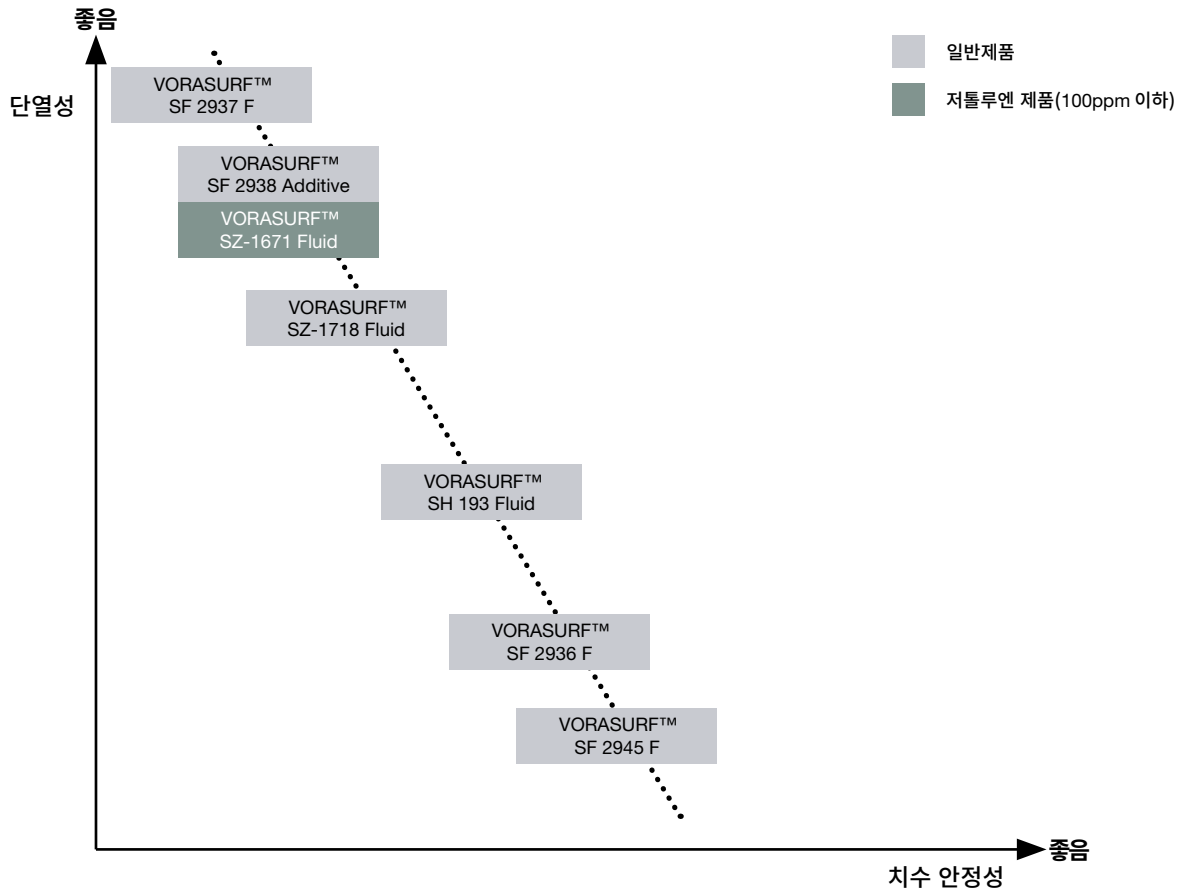 좋음
단열성
일반제품
저톨루엔 제품(100ppm 이하)
VORASURF™
SF 2937 F
VORASURF™
SF 2938 Additive
VORASURF™
SZ-1671 Fluid
VORASURF™
SZ-1718 Fluid
VORASURF™
SH 193 Fluid
VORASURF™
SF 2936 F
VORASURF™
SF 2945 F
좋음
치수 안정성